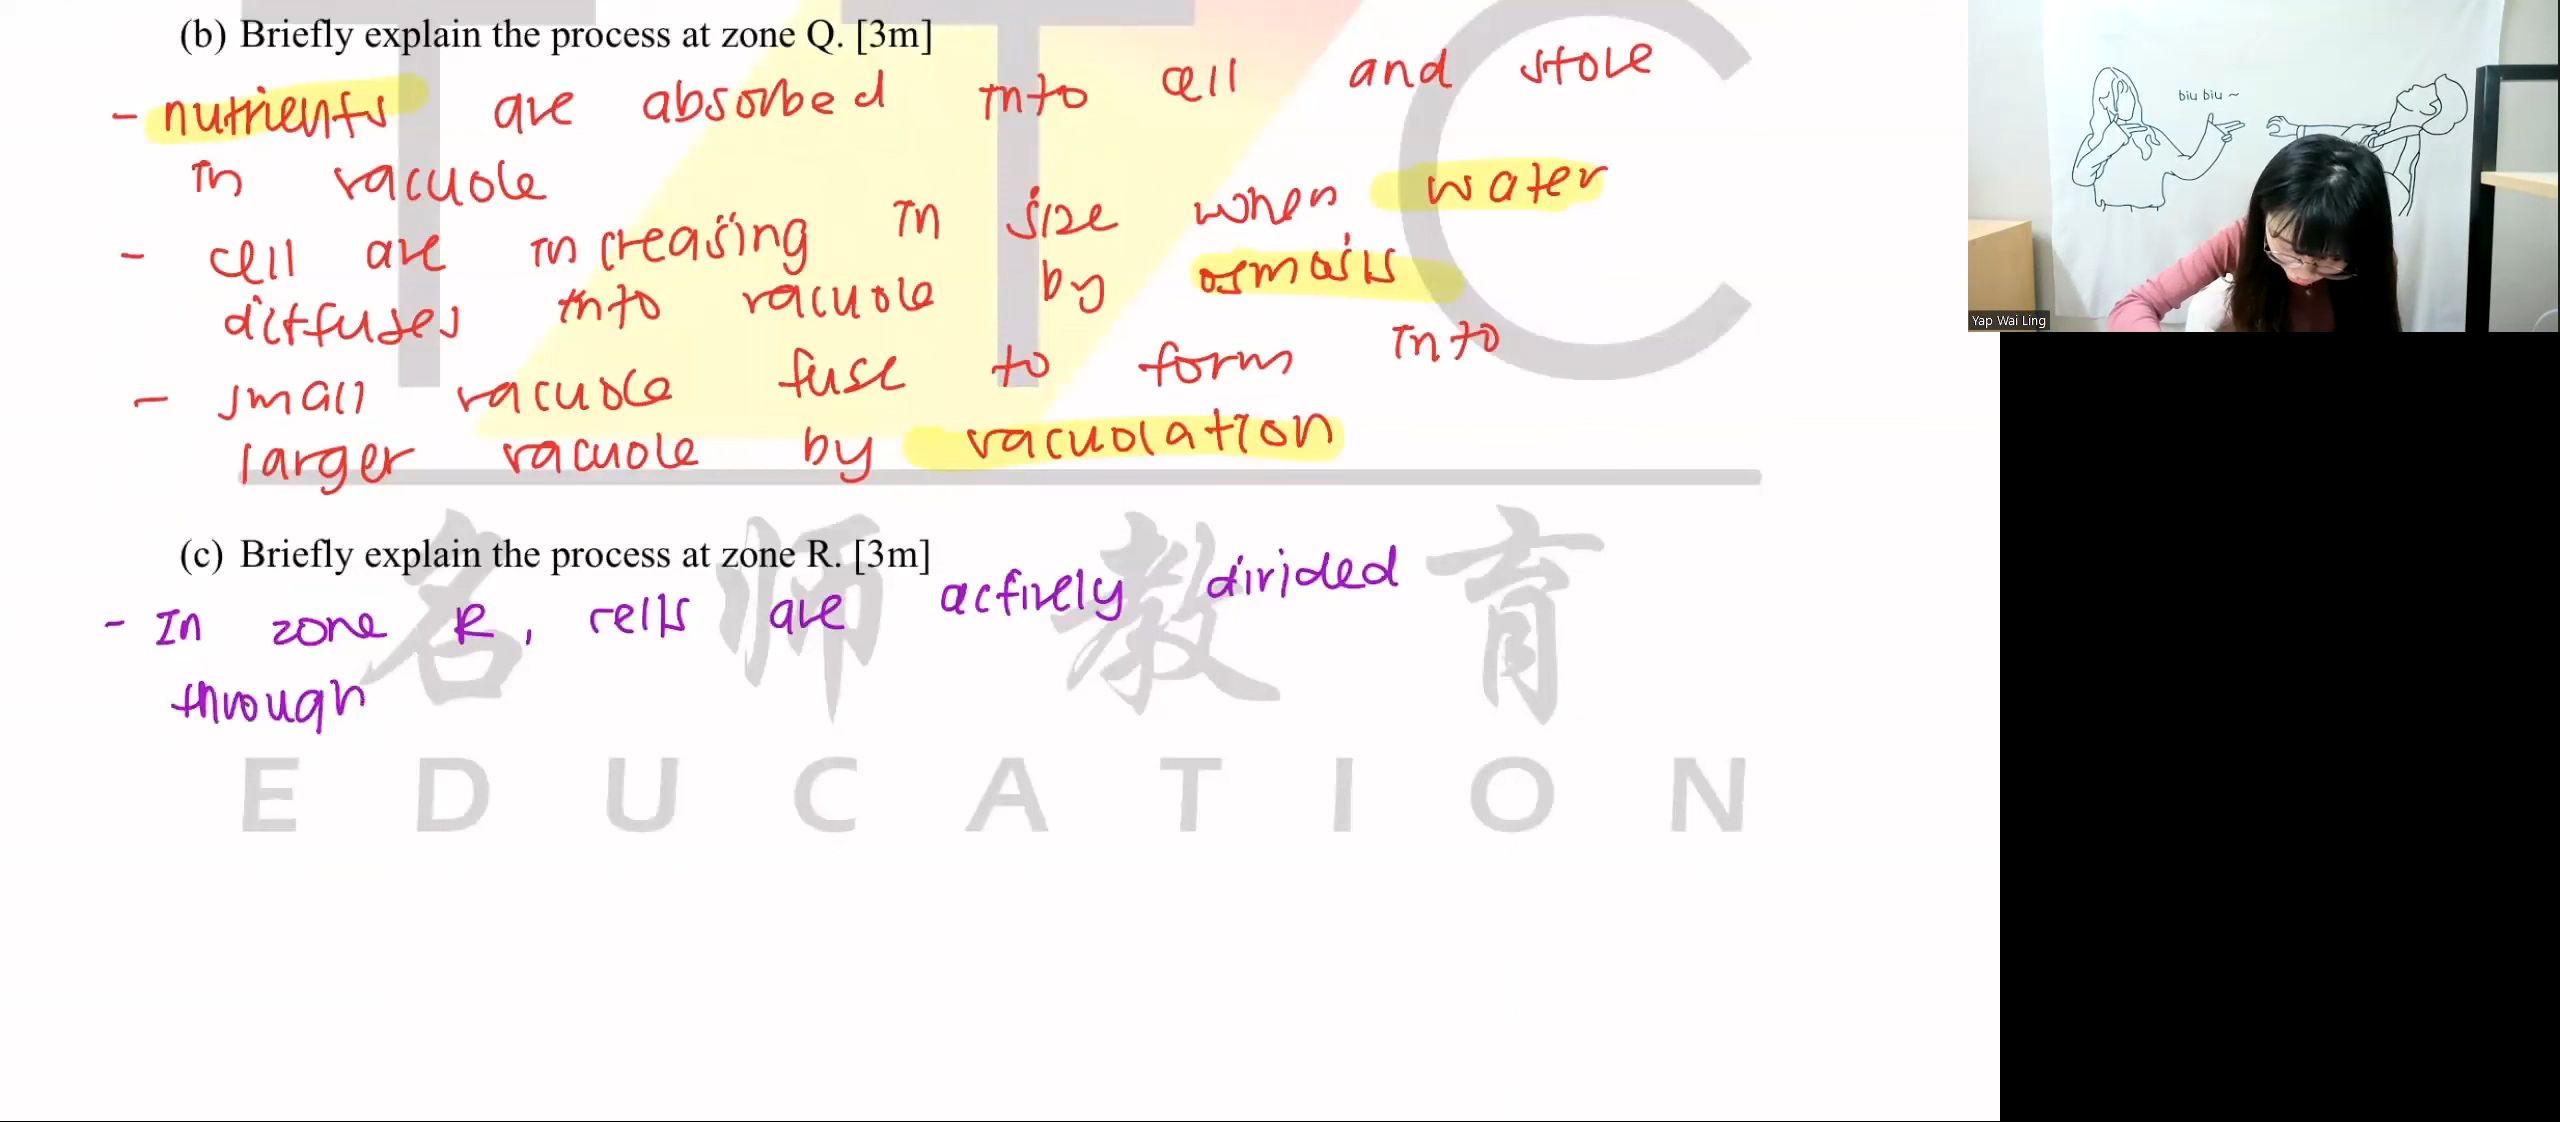 (b) Briefly explain the process at zone Q. [3m]
- nutrients are absorbed into cell and store
in vacuole
- cell are increasing in size when water
diffuses into vacuole by osmosis
- small vacuole fuse to form into
larger vacuole by vacuolation
(c) Briefly explain the process at zone R. [3m]
- In zone R, cells are actively divided
through
TTC
名师教育
EDUCATION
biu biu ~
Yap Wai Ling